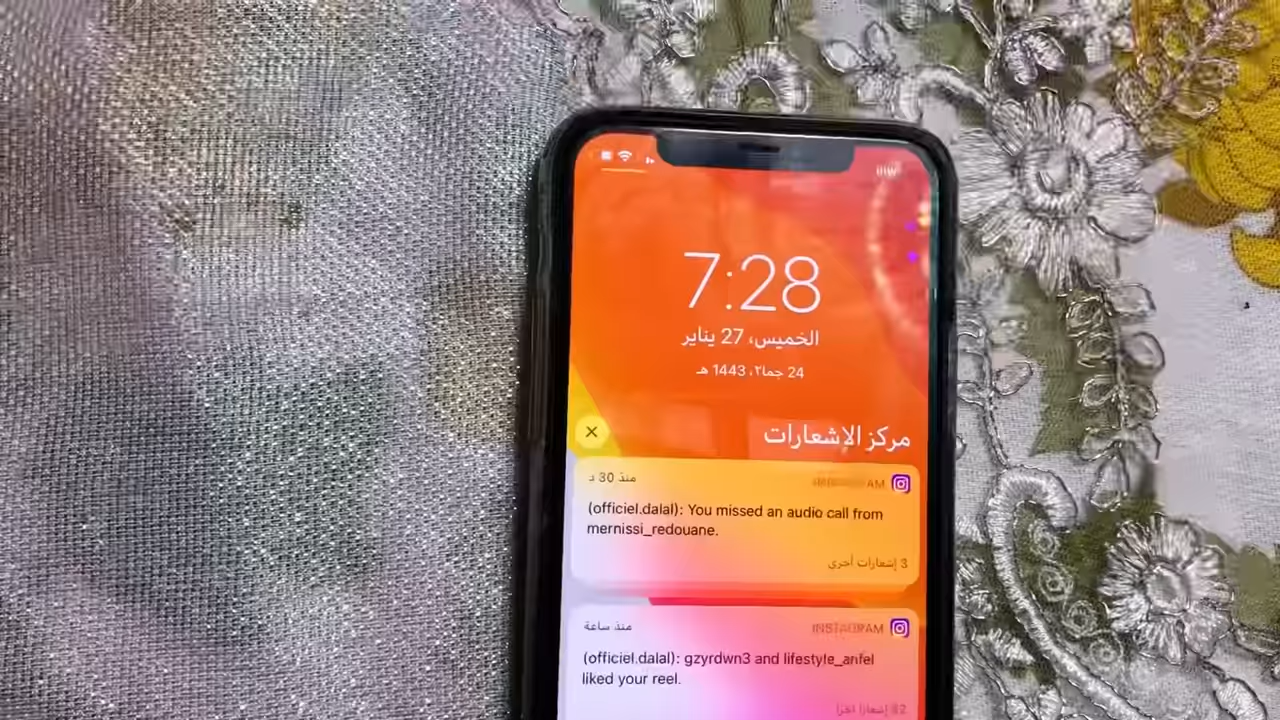 7:28
الخميس، 27 يناير
24 جما٢، 1443 هـ
مركز الإشعارات
منذ 30 د
(officiel.dalal): You missed an audio call from
mernissi_redouane.
3 إشعارات أخرى
INSTAGRAM منذ ساعة
(officiel.dalal): gzyrdwn3 and lifestyle_anfel
liked your reel.